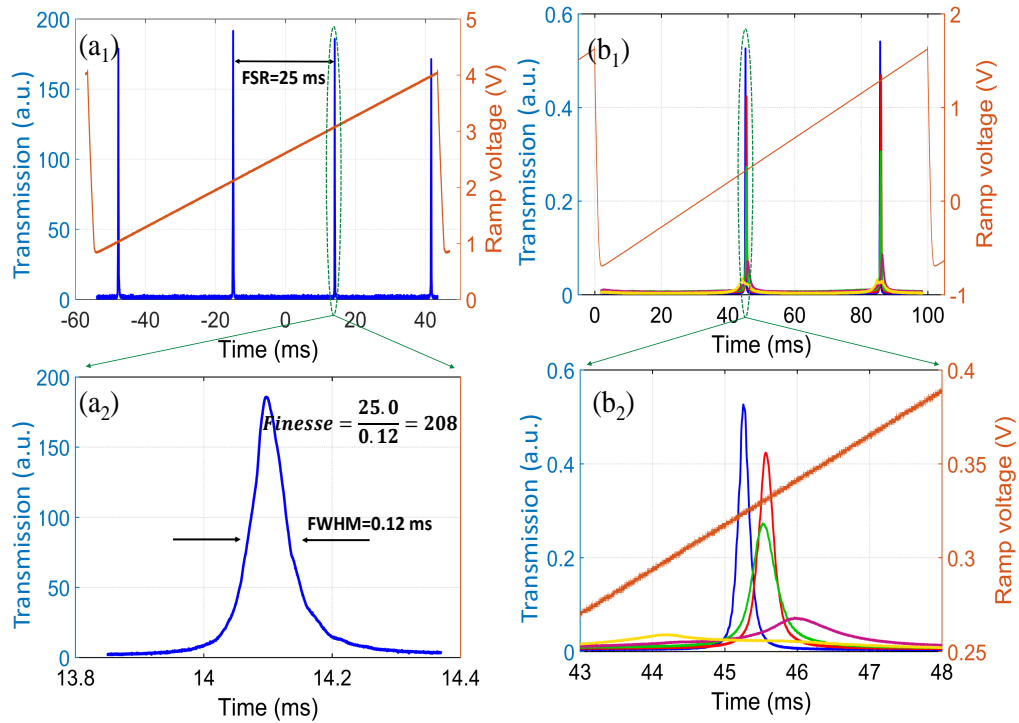 (a₁)
FSR=25 ms
Transmission (a.u.)
200
150
100
50
0
Ramp voltage (V)
5
4
3
2
1
0
-60 -40 -20 0 20 40
Time (ms)
(b₁)
Transmission (a.u.)
0.6
0.4
0.2
0
Ramp voltage (V)
2
1
0
-1
0 20 40 60 80 100
Time (ms)
(a₂)
Finesse = 25.0 / 0.12 = 208
FWHM=0.12 ms
Transmission (a.u.)
200
150
100
50
0
13.8 14 14.2 14.4
Time (ms)
(b₂)
Transmission (a.u.)
0.6
0.4
0.2
0
Ramp voltage (V)
0.4
0.35
0.3
0.25
43 44 45 46 47 48
Time (ms)